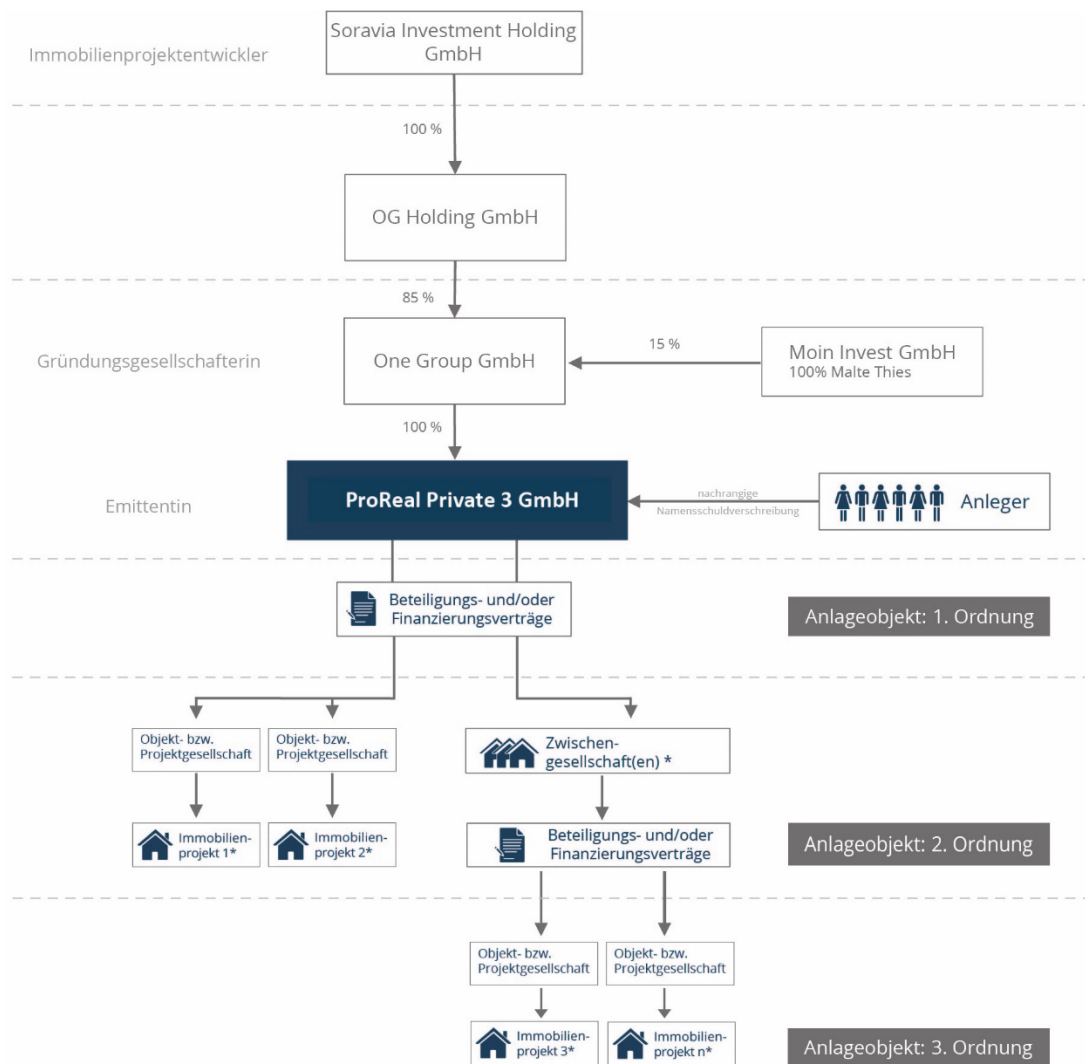 Immobilienprojektentwickler
Soravia Investment Holding
GmbH
100 %
OG Holding GmbH
85 %
Gründungsgesellschafterin
One Group GmbH
15 %
Moin Invest GmbH
100% Malte Thies
100 %
Emittentin
ProReal Private 3 GmbH
nachrangige
Namensschuldverschreibung
Anleger
Beteiligungs- und/oder
Finanzierungsverträge
Anlageobjekt: 1. Ordnung
Objekt- bzw.
Projektgesellschaft
Objekt- bzw.
Projektgesellschaft
Zwischen-
gesellschaft(en) *
Immobilien-
projekt 1*
Immobilien-
projekt 2*
Beteiligungs- und/oder
Finanzierungsverträge
Anlageobjekt: 2. Ordnung
Objekt- bzw.
Projektgesellschaft
Objekt- bzw.
Projektgesellschaft
Immobilien-
projekt 3*
Immobilien-
projekt n*
Anlageobjekt: 3. Ordnung